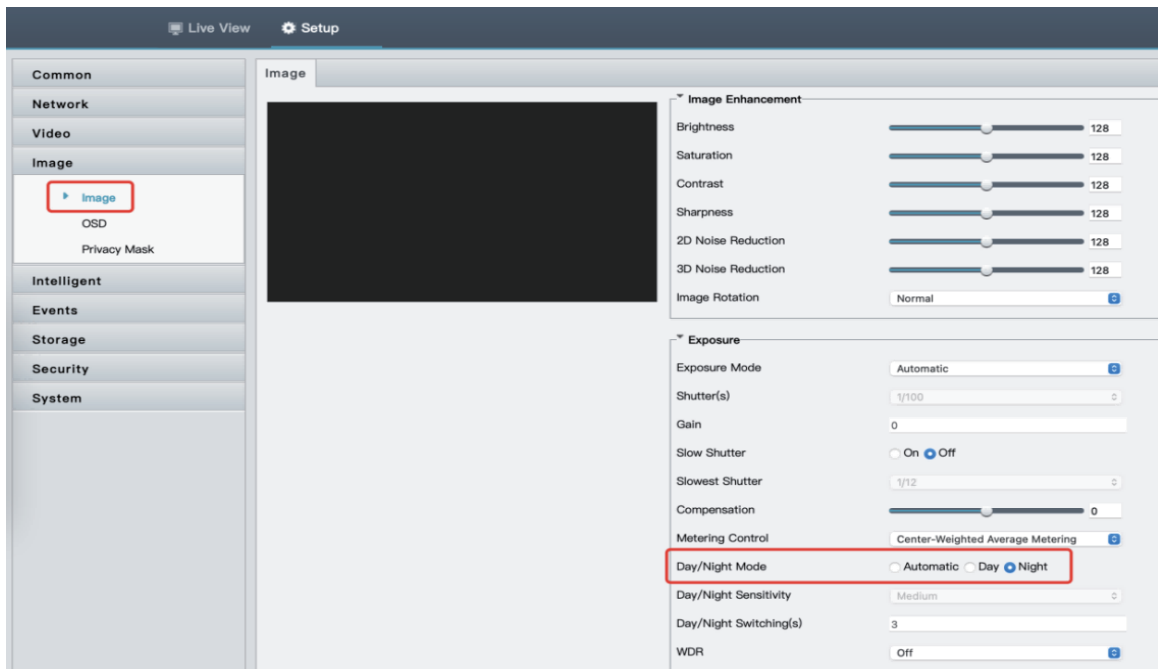 Live View Setup
Common
Network
Video
Image
Image
OSD
Privacy Mask
Intelligent
Events
Storage
Security
System
Image
Image Enhancement
Brightness 128
Saturation 128
Contrast 128
Sharpness 128
2D Noise Reduction 128
3D Noise Reduction 128
Image Rotation Normal
Exposure
Exposure Mode Automatic
Shutter(s) 1/100
Gain 0
Slow Shutter On Off
Slowest Shutter 1/12
Compensation 0
Metering Control Center-Weighted Average Metering
Day/Night Mode Automatic Day Night
Day/Night Sensitivity Medium
Day/Night Switching(s) 3
WDR Off